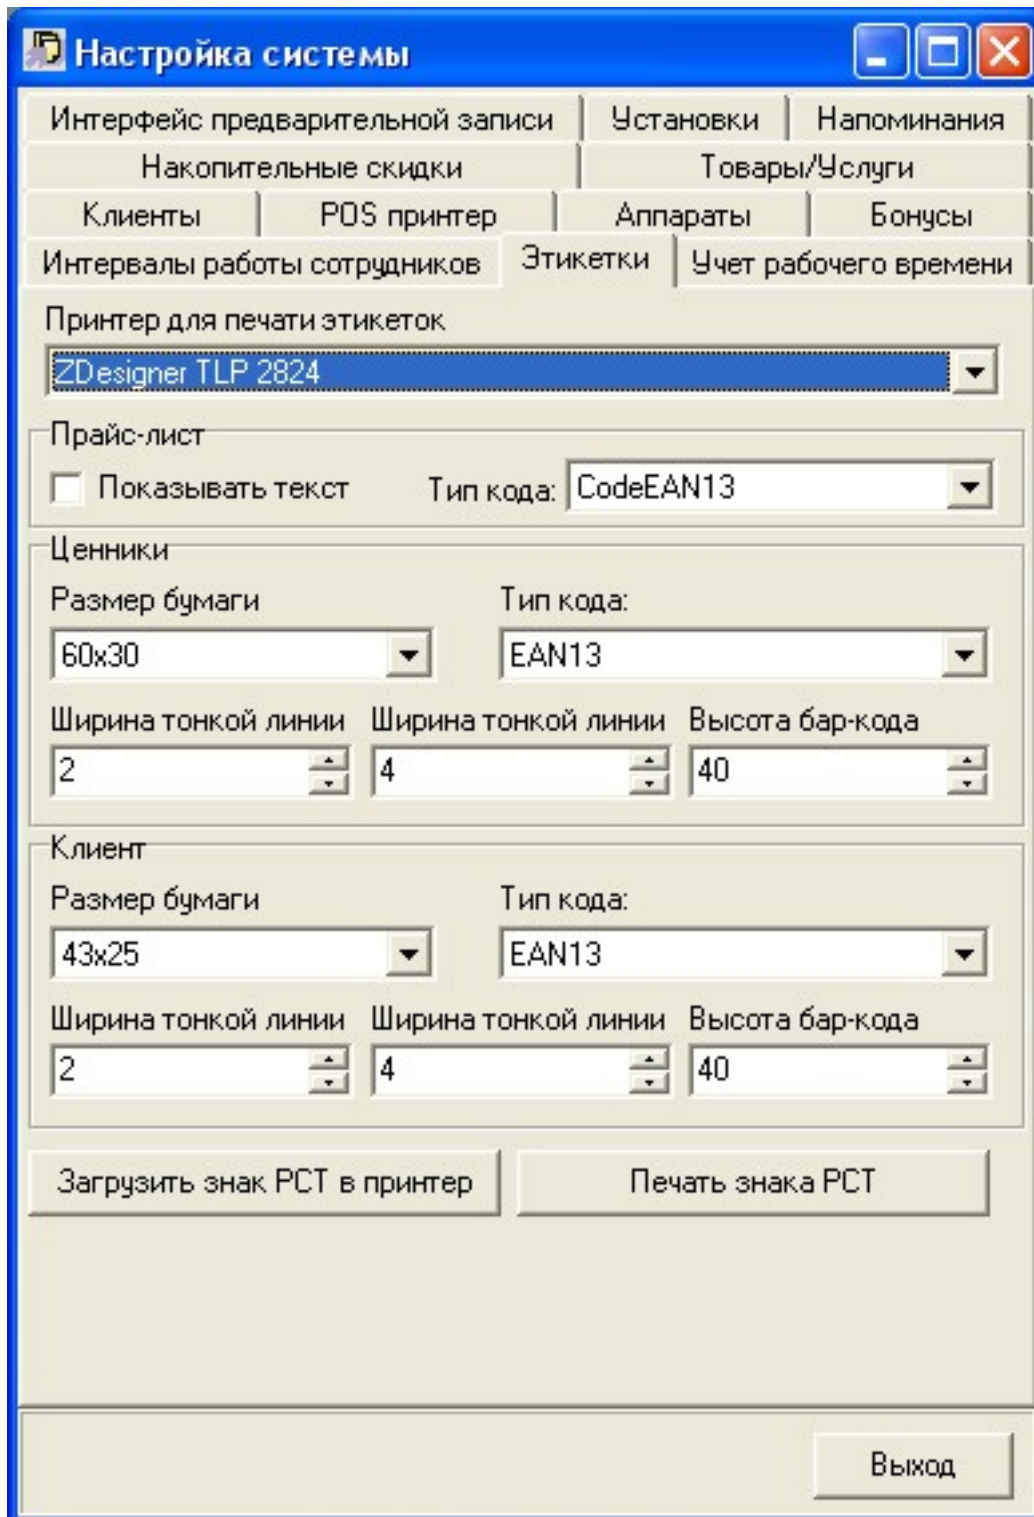 Настройка системы
Интерфейс предварительной записи Установки Напоминания
Накопительные скидки Товары/Услуги
Клиенты POS принтер Аппараты Бонусы
Интервалы работы сотрудников Этикетки Учет рабочего времени
Принтер для печати этикеток
ZDesigner TLP 2824
Прайс-лист
Показывать текст Тип кода: CodeEAN13
Ценники
Размер бумаги Тип кода:
60x30 EAN13
Ширина тонкой линии Ширина тонкой линии Высота бар-кода
2 4 40
Клиент
Размер бумаги Тип кода:
43x25 EAN13
Ширина тонкой линии Ширина тонкой линии Высота бар-кода
2 4 40
Загрузить знак РСТ в принтер Печать знака РСТ
Выход